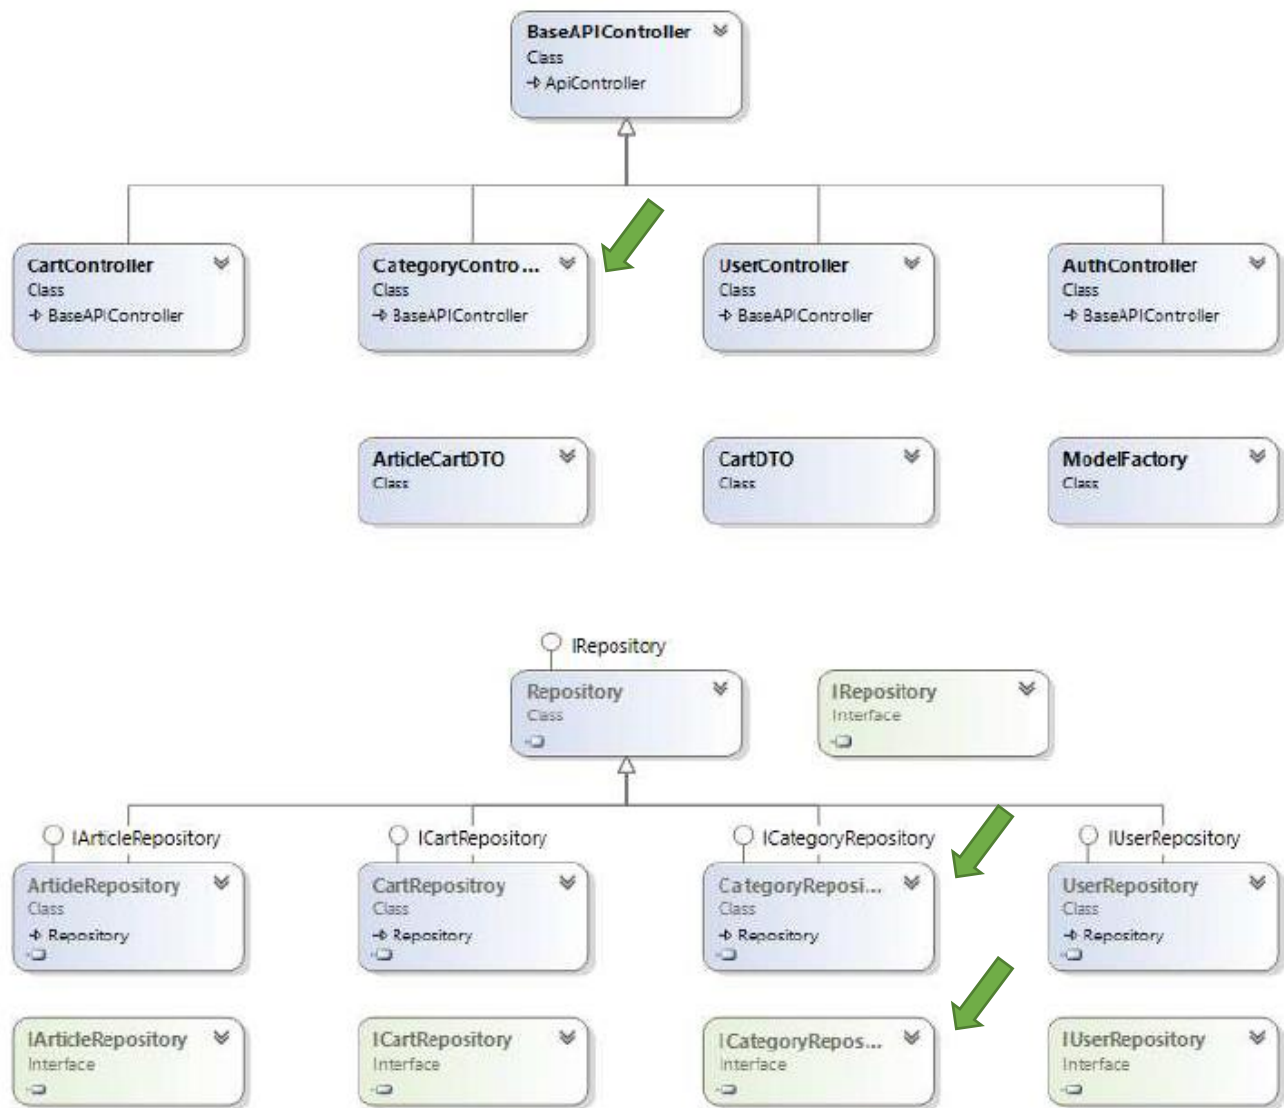 BaseAPIController
Class
ApiController
CartController
Class
BaseAPIController
CategoryContro...
Class
BaseAPIController
UserController
Class
BaseAPIController
AuthController
Class
BaseAPIController
ArticleCartDTO
Class
CartDTO
Class
ModelFactory
Class
IRepository
Repository
Class
IRepository
Interface
IArticleRepository
ICartRepository
ICategoryRepository
IUserRepository
ArticleRepository
Class
Repository
CartRepositroy
Class
Repository
CategoryReposi...
Class
Repository
UserRepository
Class
Repository
IArticleRepository
Interface
ICartRepository
Interface
ICategoryRepos...
Interface
IUserRepository
Interface